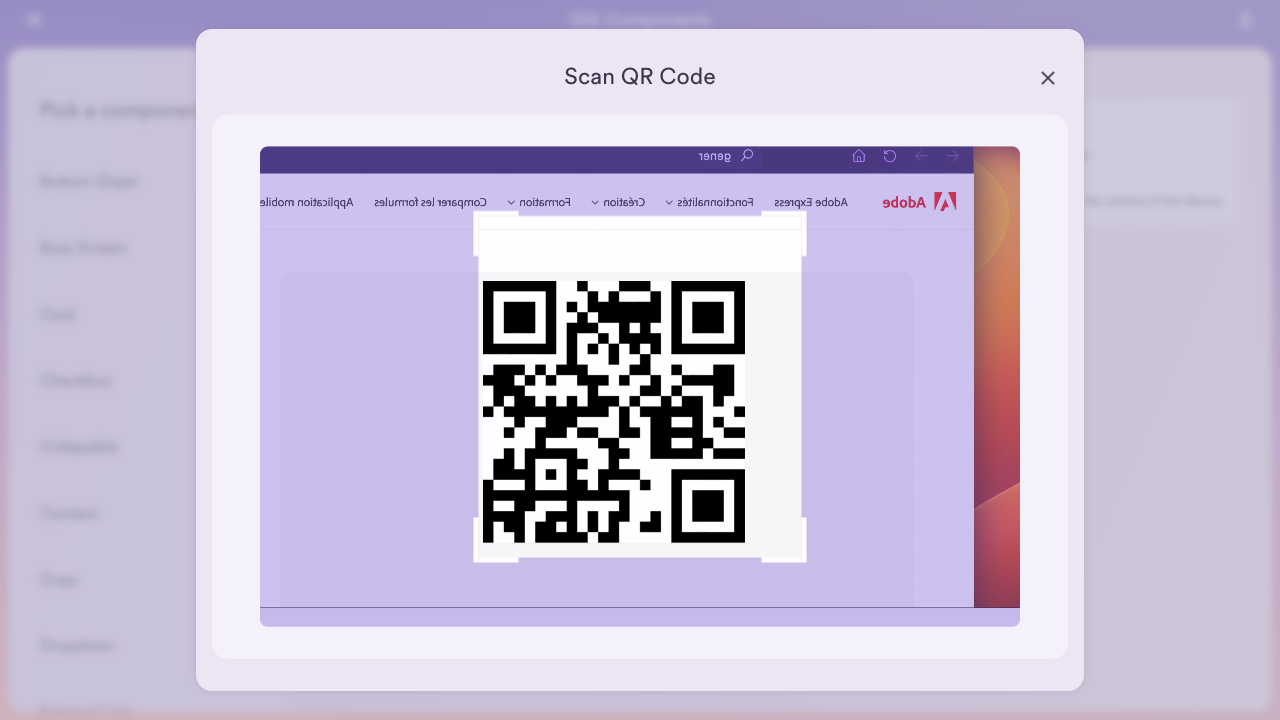 QR Components
Scan QR Code
Pick a component
Bottom Sheet
Busy Screen
Card
Checkbox
Collapsible
Contact
Copy
Dropdown
gener
Application mobile Comparer les formules Formation Création Fonctionnalités Adobe Express Adobe